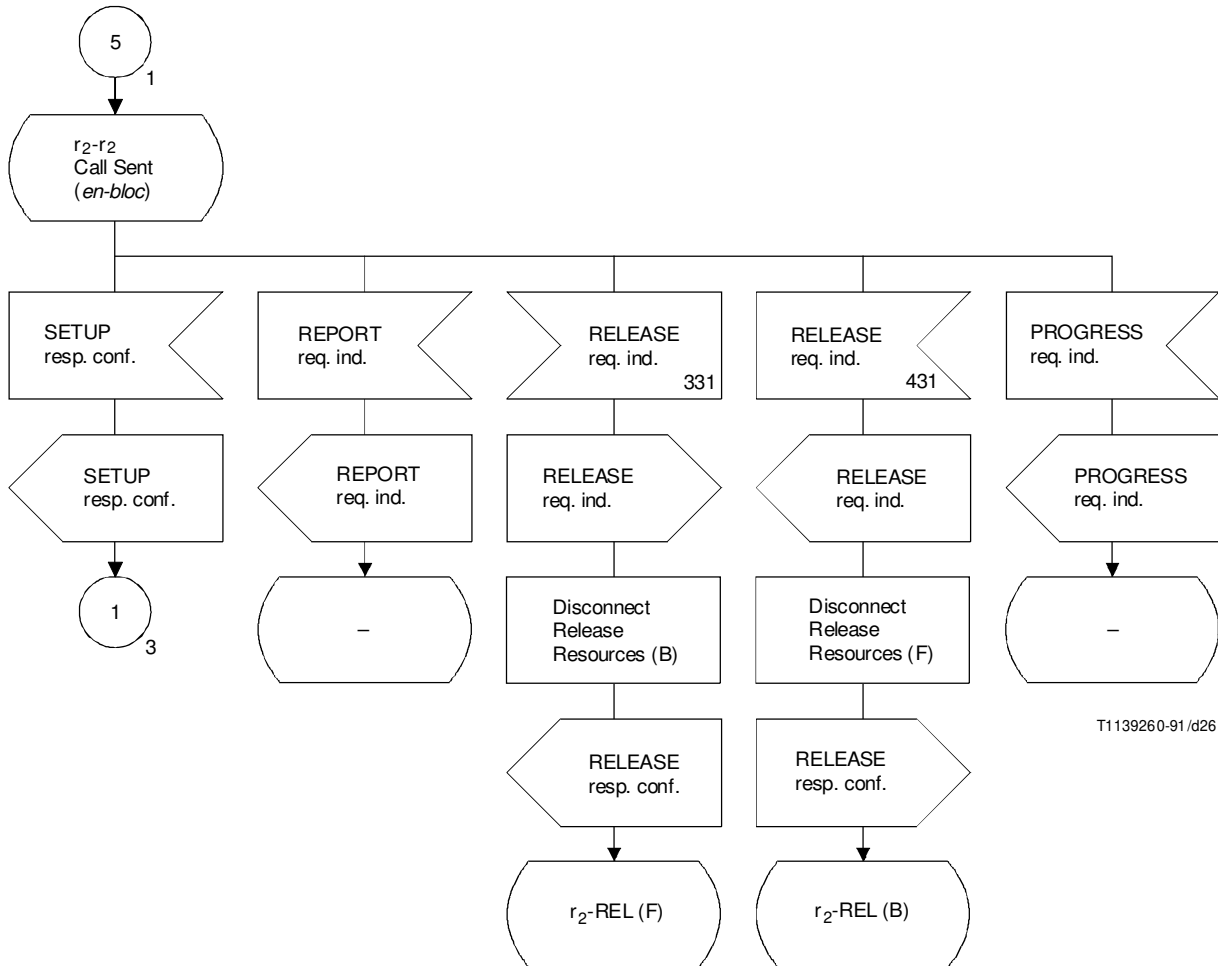 5
1
r2-r2
Call Sent
(en-bloc)
SETUP
resp. conf.
REPORT
req. ind.
RELEASE
req. ind.
331
RELEASE
req. ind.
431
PROGRESS
req. ind.
SETUP
resp. conf.
REPORT
req. ind.
RELEASE
req. ind.
RELEASE
req. ind.
PROGRESS
req. ind.
1
3
–
Disconnect
Release
Resources (B)
Disconnect
Release
Resources (F)
–
T1139260-91/d26
RELEASE
resp. conf.
RELEASE
resp. conf.
r2-REL (F)
r2-REL (B)